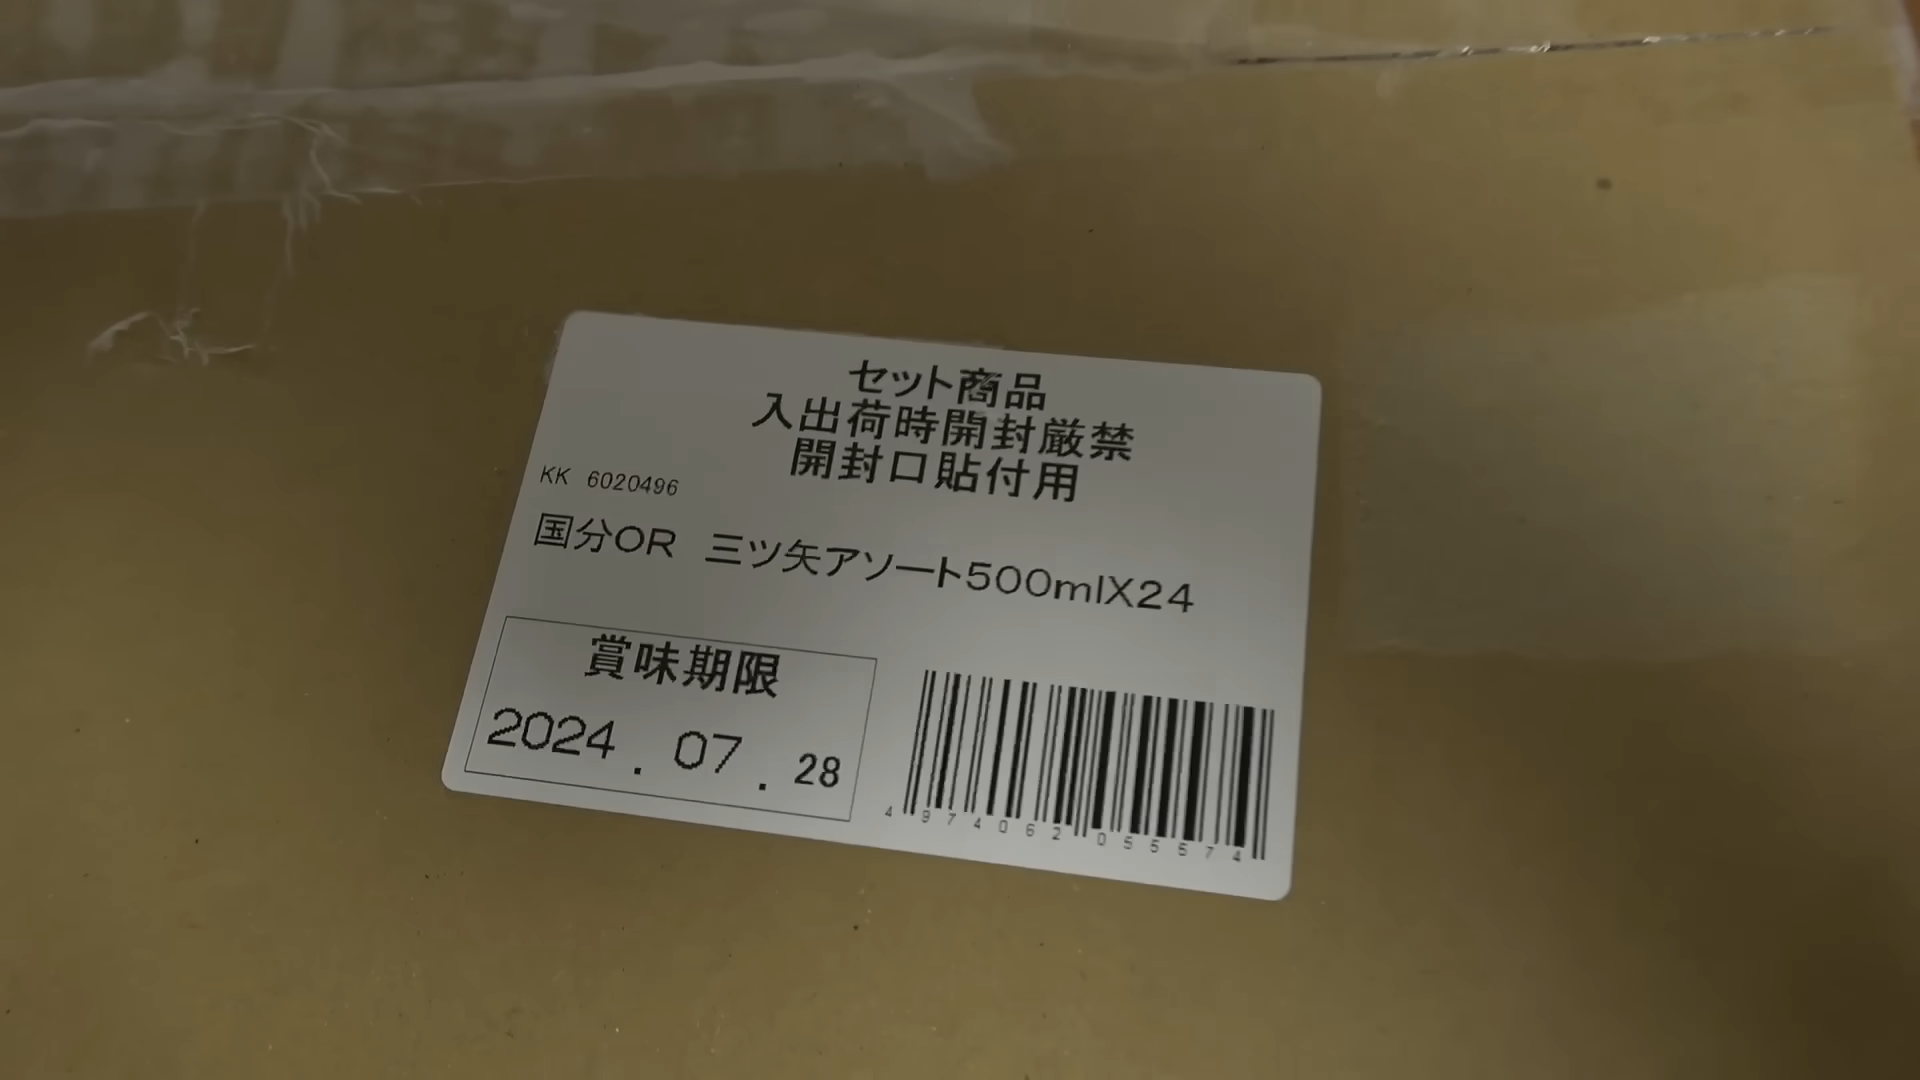 セット商品
入出荷時開封厳禁
開封口貼付用
KK 6020496
国分OR 三ツ矢アソート500mlX24
賞味期限
2024. 07. 28
4974062055574